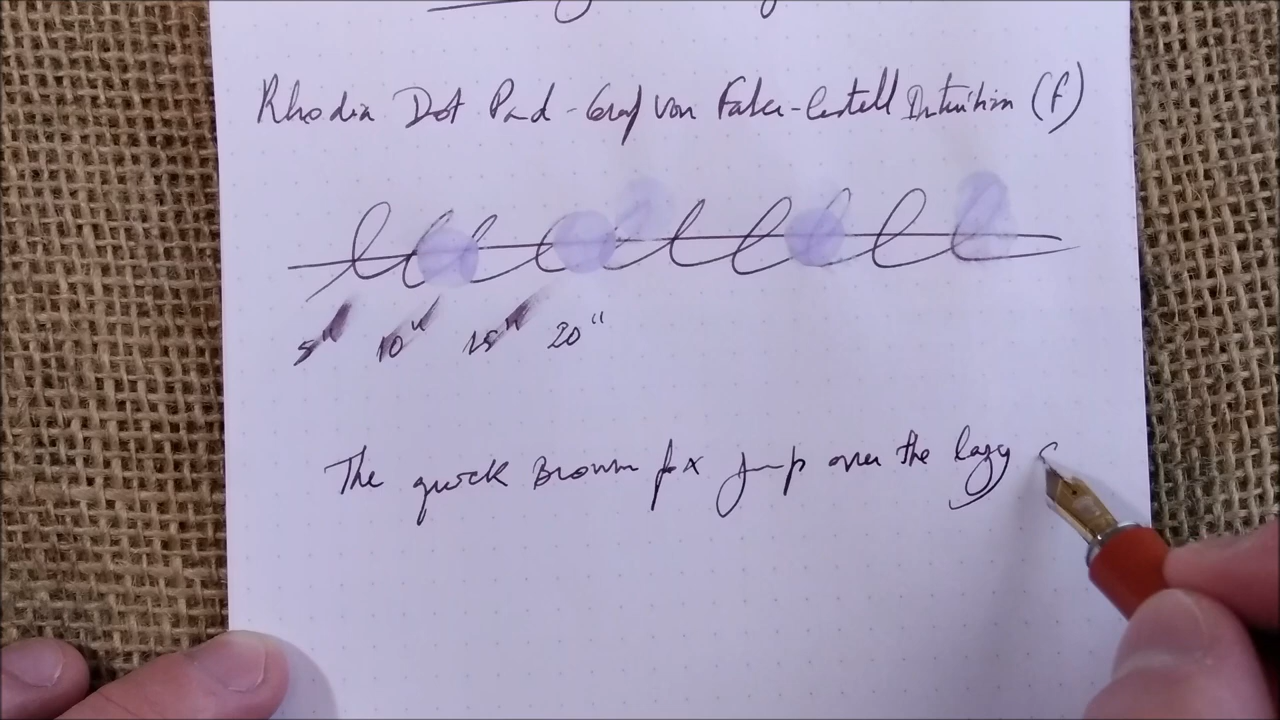 Rhodia Dot Pad - Graf von Faber-Castell Intuition (F)
5" 10" 15" 20"
The quick Brown fox jump over the lazy